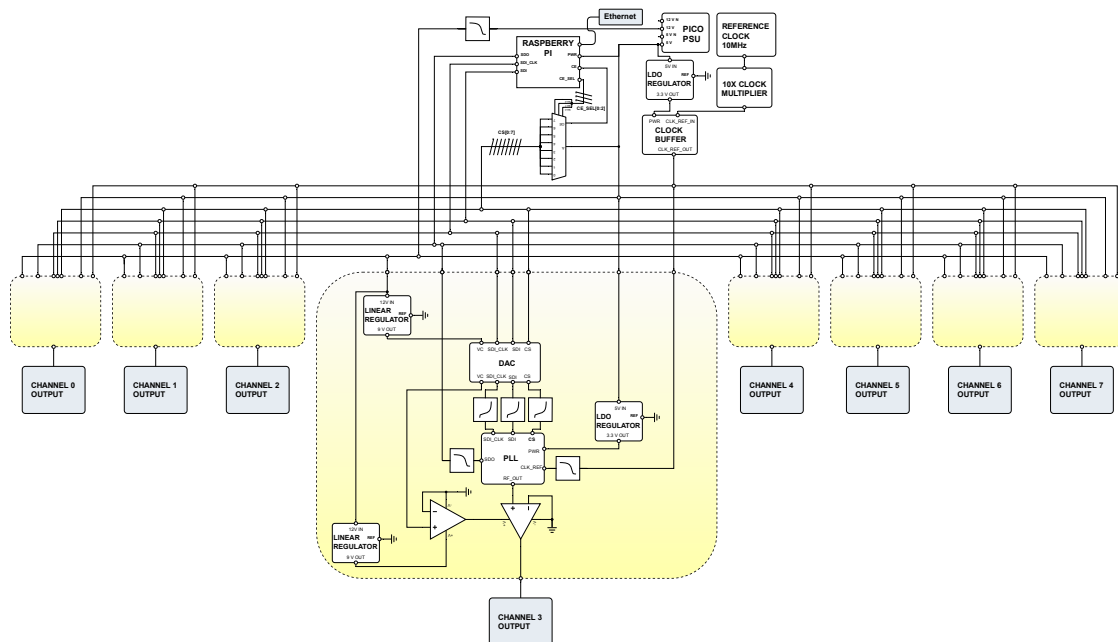 Ethernet
12 V N
12 V
5 V N
5 V
PICO
PSU
REFERENCE
CLOCK
10MHz
RASPBERRY
PI
SDO
SDI_CLK
SDI
PWR
CE
CE_SEL
5V IN
LDO
REGULATOR
REF
3.3 V OUT
10X CLOCK
MULTIPLIER
CE_SEL[0:2]
CS[0:7]
PWR
CLK_REF_IN
CLOCK
BUFFER
CLK_REF_OUT
12V IN
LINEAR
REGULATOR
REF
9 V OUT
VC
SDI_CLK
SDI
CS
DAC
VC
SDI_CLK
SDI
CS
CHANNEL 0
OUTPUT
CHANNEL 1
OUTPUT
CHANNEL 2
OUTPUT
CHANNEL 4
OUTPUT
CHANNEL 5
OUTPUT
CHANNEL 6
OUTPUT
CHANNEL 7
OUTPUT
5V IN
LDO
REGULATOR
REF
3.3 V OUT
SDI_CLK
SDI
CS
PWR
SDO
PLL
CLK_REF
RF_OUT
12V IN
LINEAR
REGULATOR
REF
9 V OUT
CHANNEL 3
OUTPUT